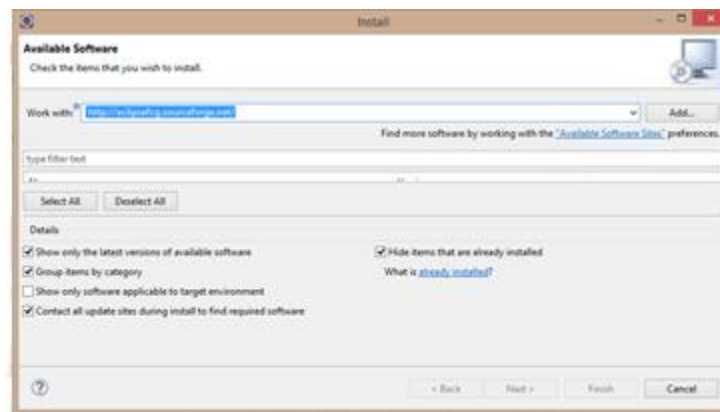 Install
Available Software
Check the items that you wish to install.
Work with: http://eclipsefcg.sourceforge.net/ Add...
Find more software by working with the "Available Software Sites" preferences.
type filter text
Select All Deselect All
Details
Show only the latest versions of available software Hide items that are already installed
Group items by category What is already installed?
Show only software applicable to target environment
Contact all update sites during install to find required software
< Back Next > Finish Cancel